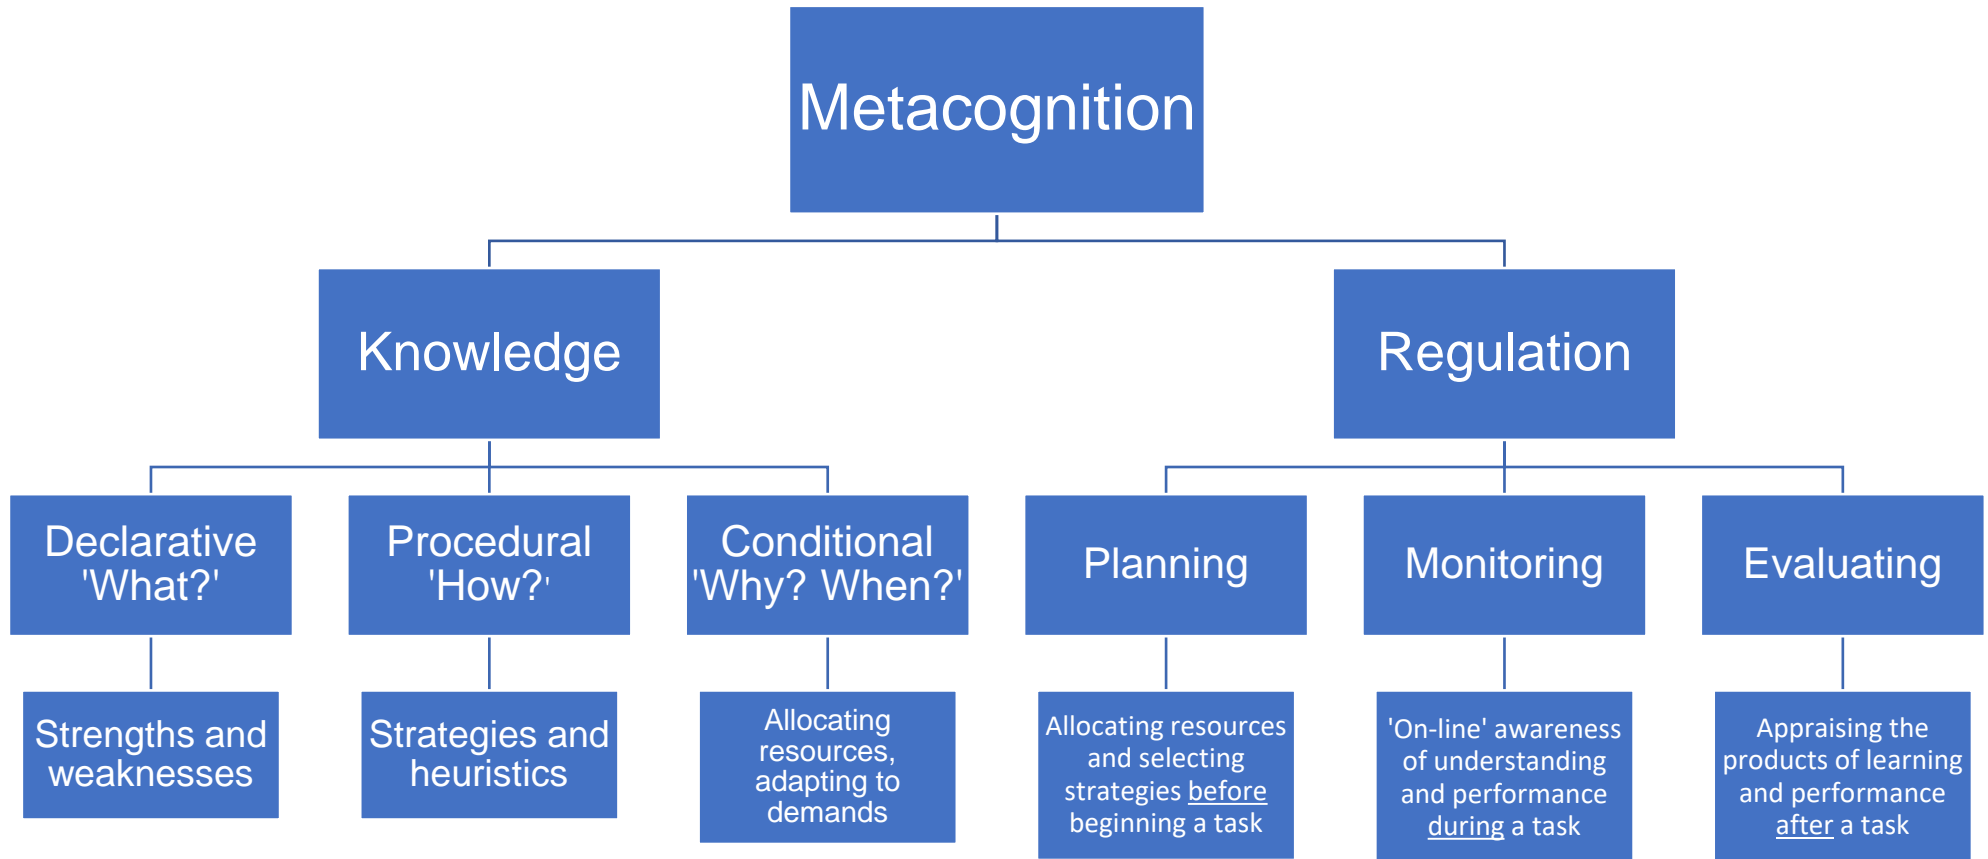 Metacognition
Knowledge
Regulation
Declarative
'What?'
Procedural
'How?'
Conditional
'Why? When?'
Planning
Monitoring
Evaluating
Strengths and
weaknesses
Strategies and
heuristics
Allocating
resources,
adapting to
demands
Allocating resources
and selecting
strategies before
beginning a task
'On-line' awareness
of understanding
and performance
during a task
Appraising the
products of learning
and performance
after a task